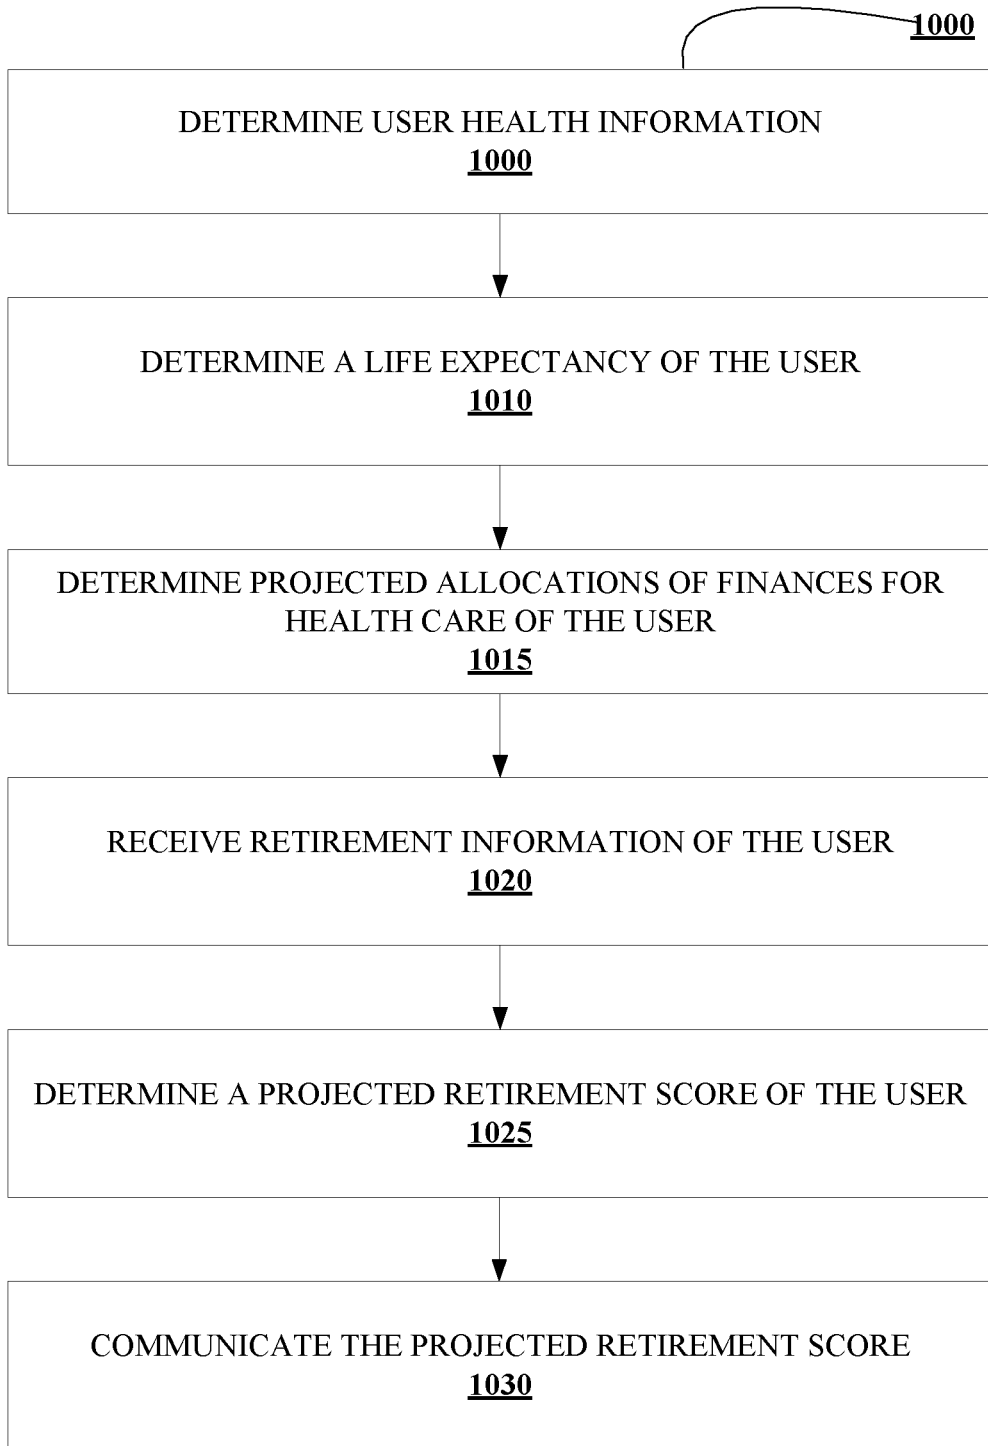 1000
DETERMINE USER HEALTH INFORMATION
1000
DETERMINE A LIFE EXPECTANCY OF THE USER
1010
DETERMINE PROJECTED ALLOCATIONS OF FINANCES FOR
HEALTH CARE OF THE USER
1015
RECEIVE RETIREMENT INFORMATION OF THE USER
1020
DETERMINE A PROJECTED RETIREMENT SCORE OF THE USER
1025
COMMUNICATE THE PROJECTED RETIREMENT SCORE
1030